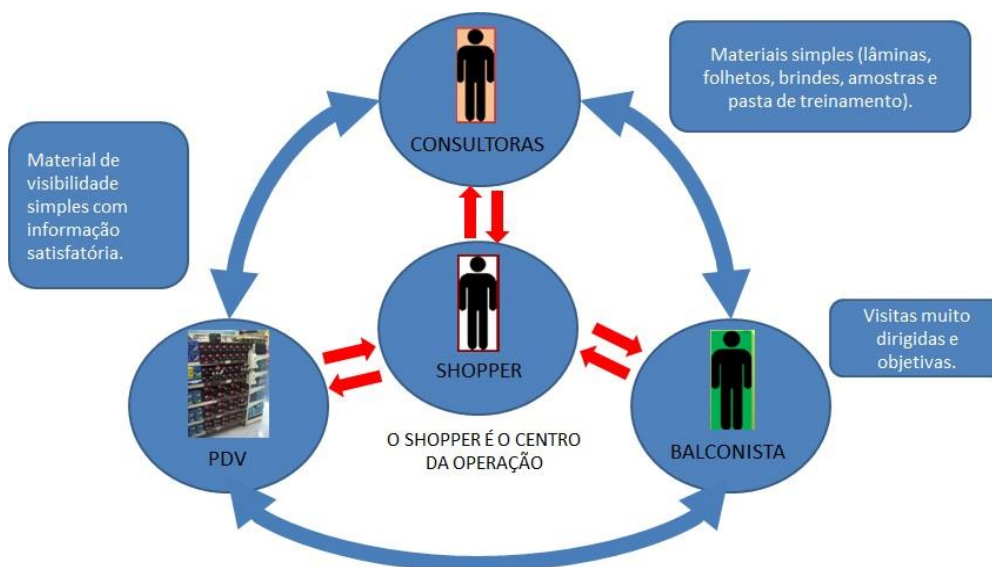 Materiais simples (lâminas,
folhetos, brindes, amostras e
pasta de treinamento).
CONSULTORAS
Material de
visibilidade
simples com
informação
satisfatória.
SHOPPER
Visitas muito
dirigidas e
objetivas.
PDV
O SHOPPER É O CENTRO
DA OPERAÇÃO
BALCONISTA